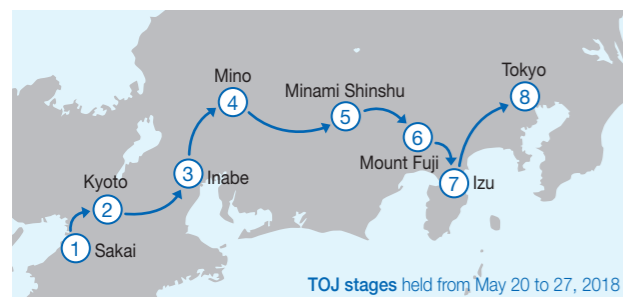 1 Sakai
2 Kyoto
3 Inabe
4 Mino
5 Minami Shinshu
6 Mount Fuji
7 Izu
8 Tokyo
TOJ stages held from May 20 to 27, 2018